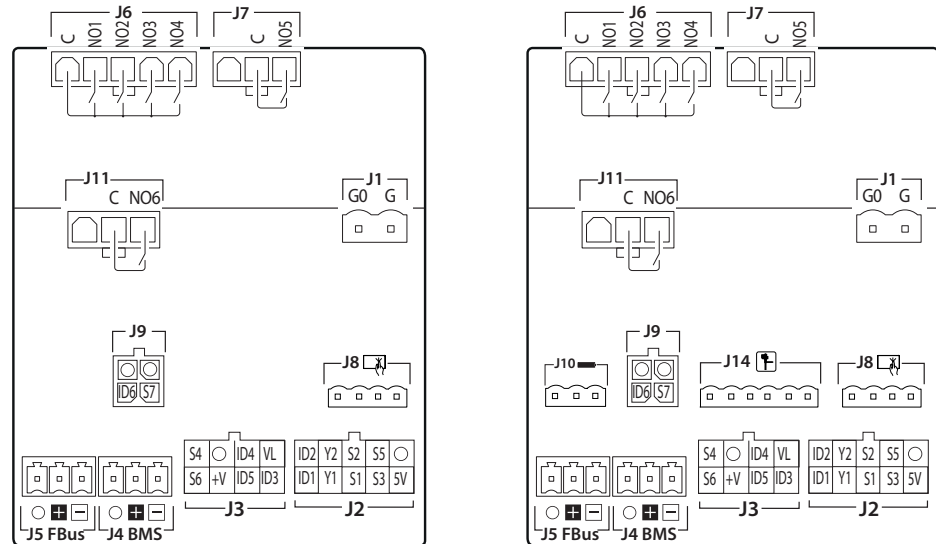 J6 J7
C NO1 NO2 NO3 NO4 C NO5
J11 J1
C NO6 G0 G
J9
J8
ID6 S7
S4 ID4 VL ID2 Y2 S2 S5
S6 +V ID5 ID3 ID1 Y1 S1 S3 5V
J3 J2
J5 FBus J4 BMS
J6 J7
C NO1 NO2 NO3 NO4 C NO5
J11 J1
C NO6 G0 G
J9
J10 J14 J8
ID6 S7
S4 ID4 VL ID2 Y2 S2 S5
S6 +V ID5 ID3 ID1 Y1 S1 S3 5V
J3 J2
J5 FBus J4 BMS